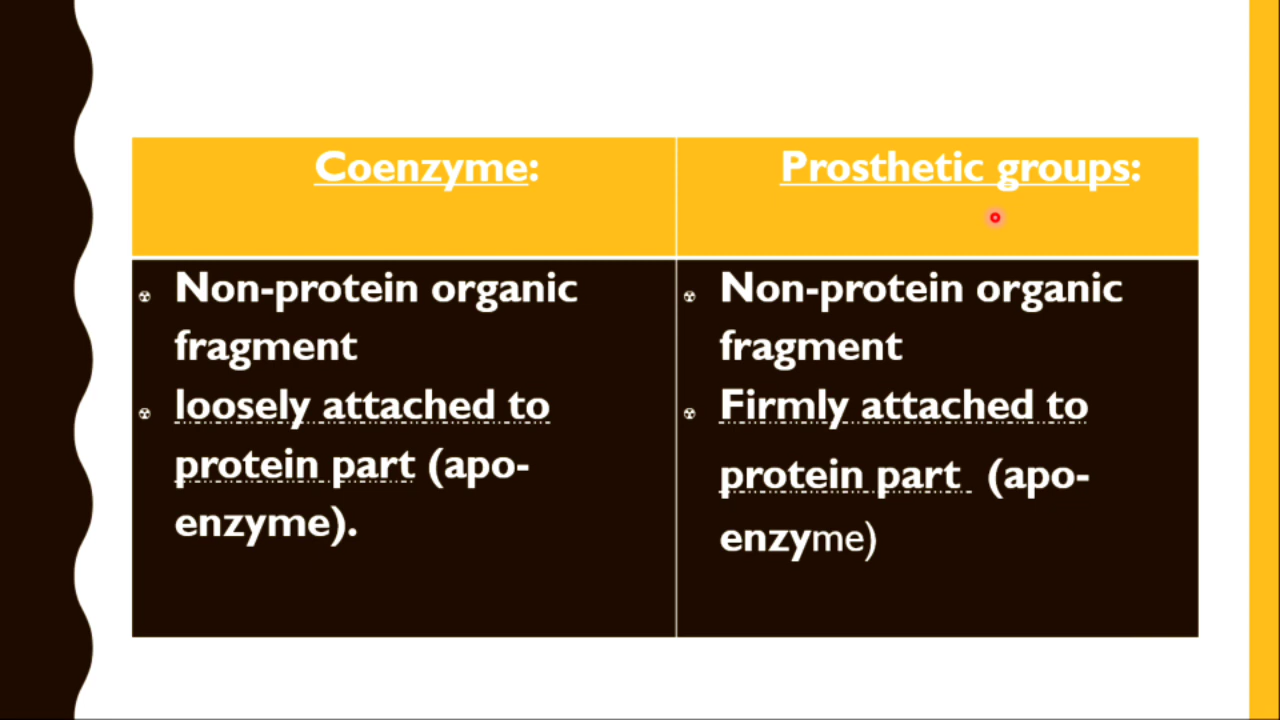 Coenzyme:
Prosthetic groups:
Non-protein organic
fragment
loosely attached to
protein part (apo-
enzyme).
Non-protein organic
fragment
Firmly attached to
protein part (apo-
enzyme)